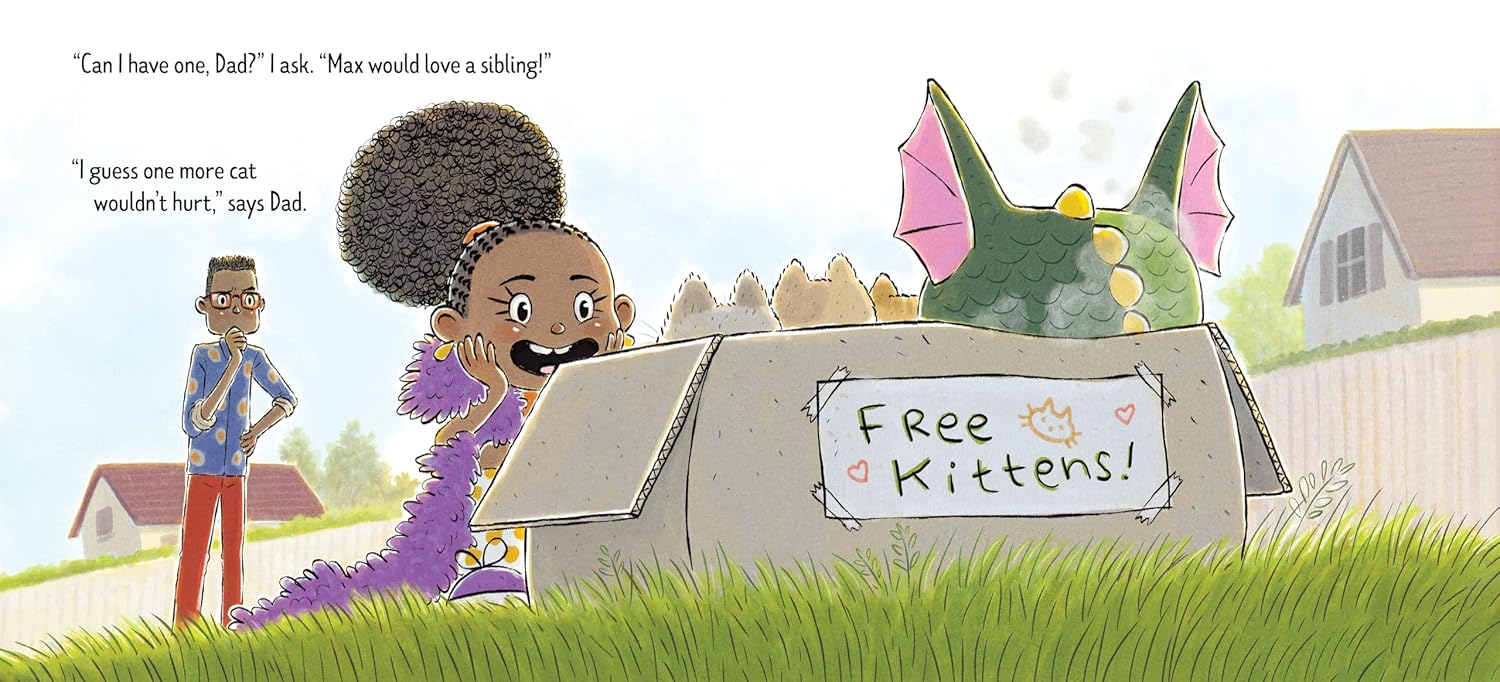 “Can I have one, Dad?” I ask. “Max would love a sibling!”
“I guess one more cat
wouldn’t hurt,” says Dad.
FRee
Kittens!